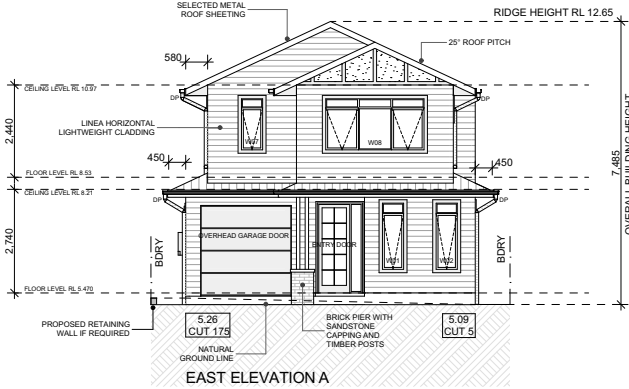 SELECTED METAL
ROOF SHEETING
RIDGE HEIGHT RL 12.65
580
25° ROOF PITCH
CEILING LEVEL RL 10.97
DP
DP
LINEA HORIZONTAL
LIGHTWEIGHT CLADDING
2,440
W07
W08
450
450
7,485
OVERALL BUILDING HEIGHT
FLOOR LEVEL RL 8.53
CEILING LEVEL RL 8.21
DP
DP
2,740
OVERHEAD GARAGE DOOR
ENTRY DOOR
BDRY
BDRY
W01
W02
FLOOR LEVEL RL 5.470
PROPOSED RETAINING
WALL IF REQUIRED
5.26
CUT 175
NATURAL
GROUND LINE
BRICK PIER WITH
SANDSTONE
CAPPING AND
TIMBER POSTS
5.09
CUT 5
EAST ELEVATION A